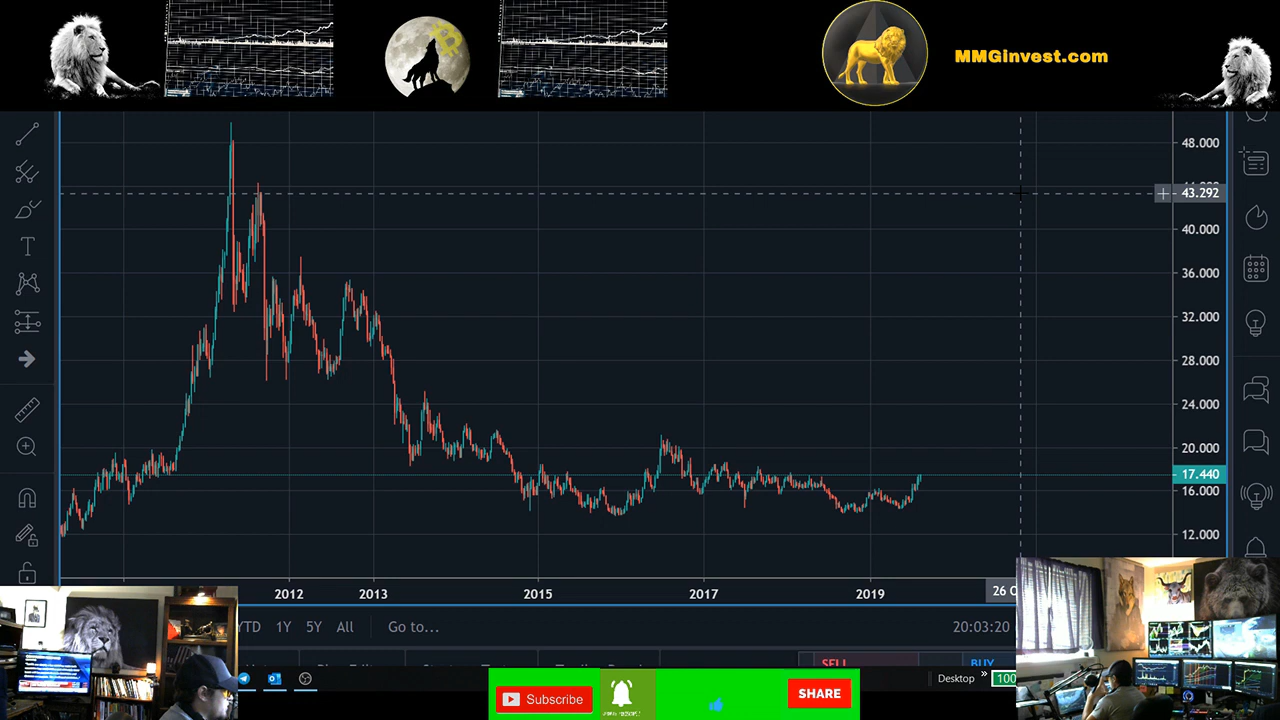 MMGinvest.com
48.000
43.292
40.000
36.000
32.000
28.000
24.000
20.000
17.440
16.000
12.000
2012 2013 2015 2017 2019 26 O
YTD 1Y 5Y All Go to... 20:03:20
SELL BUY
Desktop » 100
Subscribe
SHARE